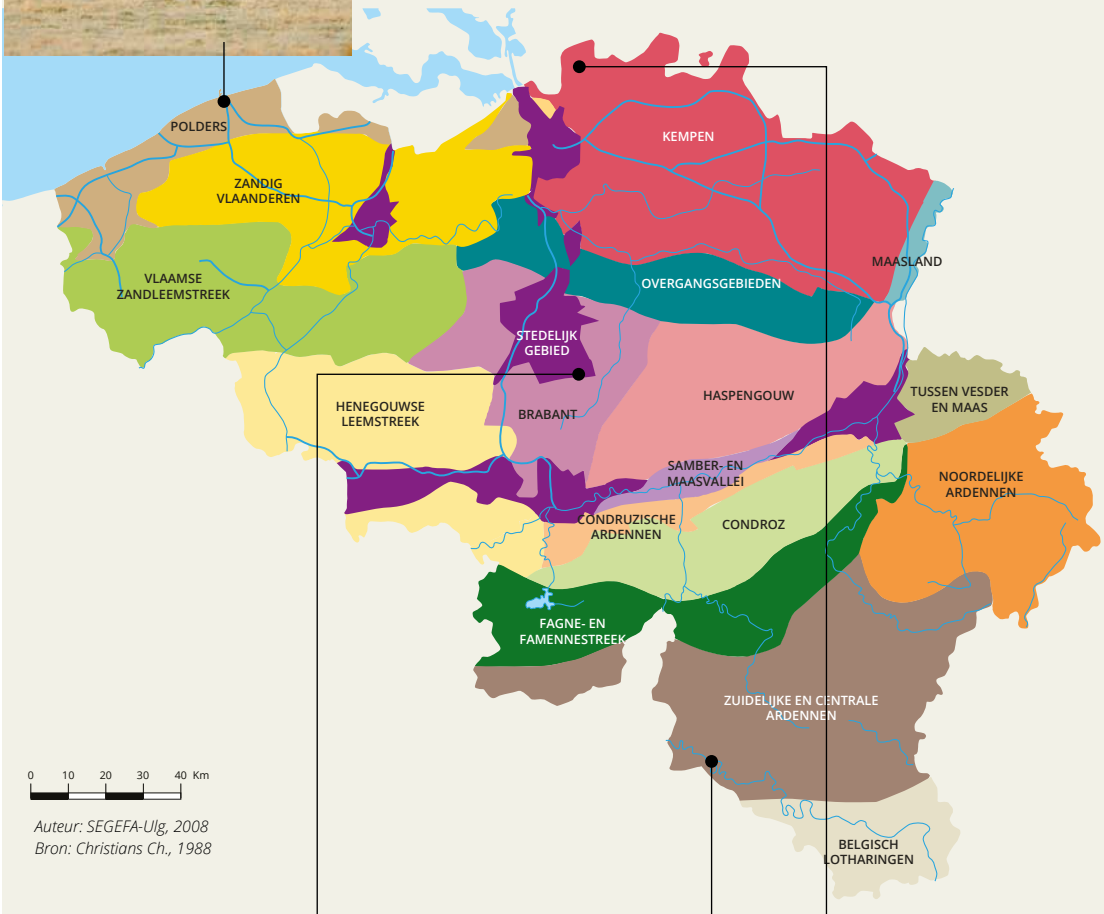 POLDERS
KEMPEN
ZANDIG
VLAANDEREN
MAASLAND
VLAAMSE
ZANDLEEMSTREEK
OVERGANGSGEBIEDEN
STEDELIJK
GEBIED
HENEGOUWSE
LEEMSTREEK
BRABANT
HASPENGOUW
TUSSEN VESDER
EN MAAS
SAMBER- EN
MAASVALLEI
NOORDELIJKE
ARDENNEN
CONDRUZISCHE
ARDENNEN
CONDROZ
FAGNE- EN
FAMENNESTREEK
ZUIDELIJKE EN CENTRALE
ARDENNEN
0 10 20 30 40 Km
Auteur: SEGEFA-Ulg, 2008
Bron: Christians Ch., 1988
BELGISCH
LOTHARINGEN